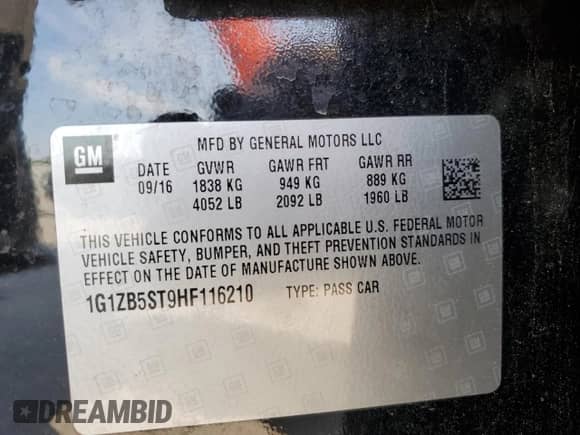 GM
MFD BY GENERAL MOTORS LLC
DATE GVWR GAWR FRT GAWR RR
09/16 1838 KG 949 KG 889 KG
4052 LB 2092 LB 1960 LB
THIS VEHICLE CONFORMS TO ALL APPLICABLE U.S. FEDERAL MOTOR
VEHICLE SAFETY, BUMPER, AND THEFT PREVENTION STANDARDS IN
EFFECT ON THE DATE OF MANUFACTURE SHOWN ABOVE.
1G1ZB5ST9HF116210 TYPE: PASS CAR
DREAMBID